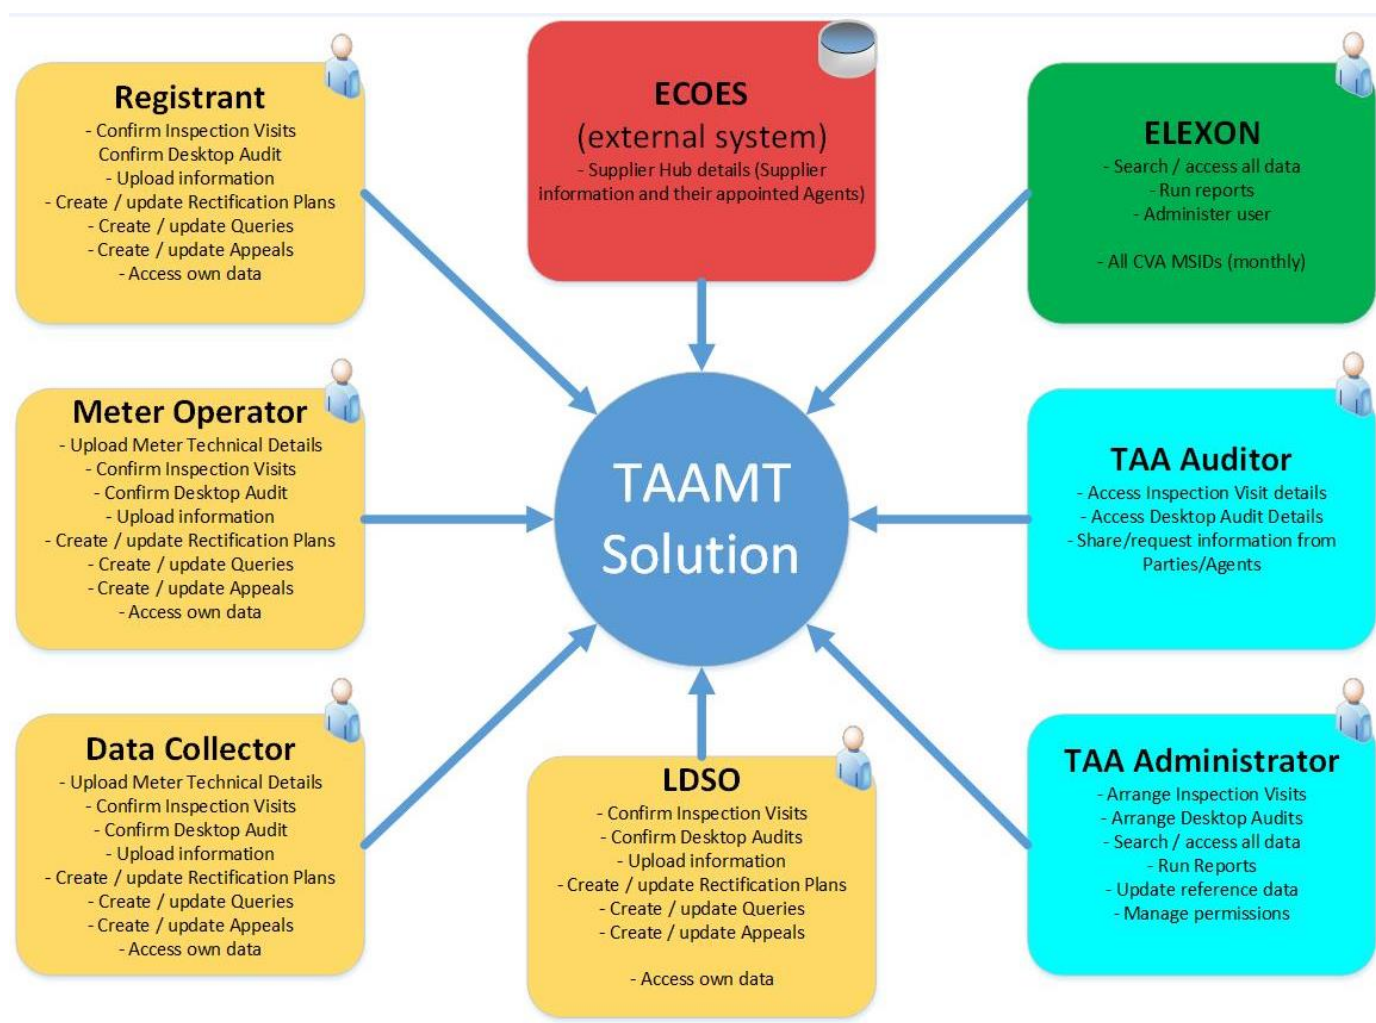 Registrant
- Confirm Inspection Visits
Confirm Desktop Audit
- Upload information
- Create / update Rectification Plans
- Create / update Queries
- Create / update Appeals
- Access own data
ECOES
(external system)
- Supplier Hub details (Supplier
information and their appointed Agents)
ELEXON
- Search / access all data
- Run reports
- Administer user
- All CVA MSIDs (monthly)
Meter Operator
- Upload Meter Technical Details
- Confirm Inspection Visits
- Confirm Desktop Audit
- Upload information
- Create / update Rectification Plans
- Create / update Queries
- Create / update Appeals
- Access own data
TAAMT
Solution
TAA Auditor
- Access Inspection Visit details
- Access Desktop Audit Details
- Share/request information from
Parties/Agents
Data Collector
- Upload Meter Technical Details
- Confirm Inspection Visits
- Confirm Desktop Audit
- Upload information
- Create / update Rectification Plans
- Create / update Queries
- Create / update Appeals
- Access own data
LDSO
- Confirm Inspection Visits
- Confirm Desktop Audits
- Upload information
- Create / update Rectification Plans
- Create / update Queries
- Create / update Appeals
- Access own data
TAA Administrator
- Arrange Inspection Visits
- Arrange Desktop Audits
- Search / access all data
- Run Reports
- Update reference data
- Manage permissions